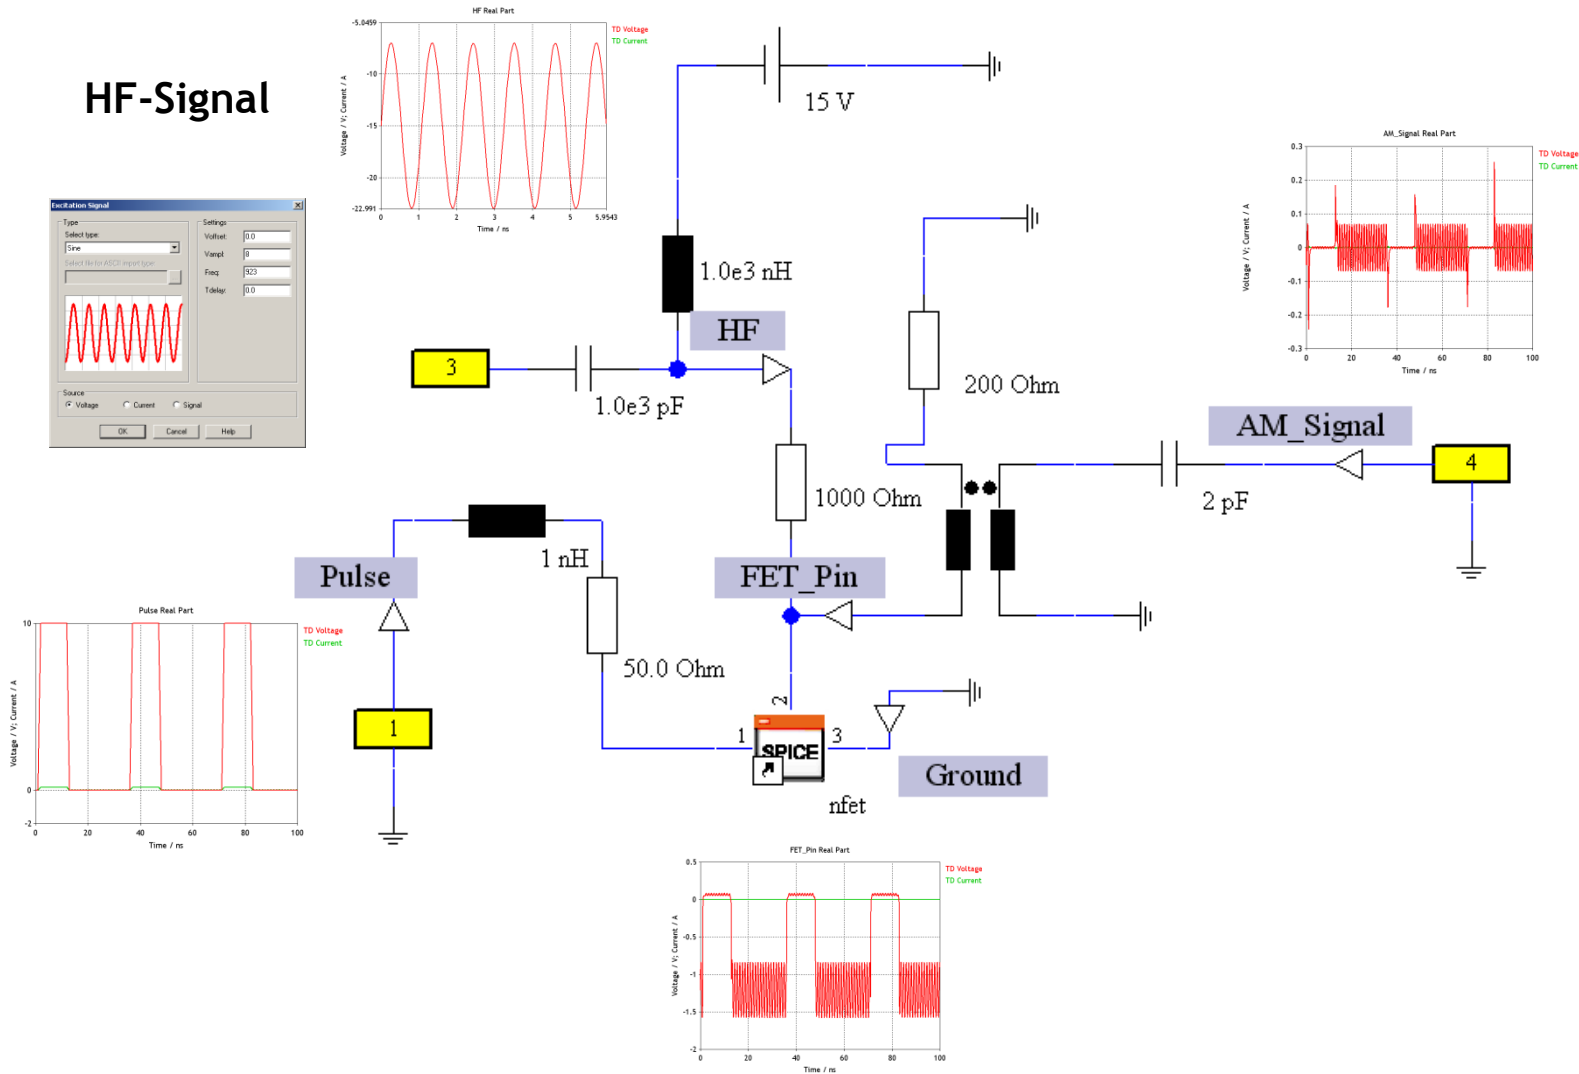 HF-Signal
HF Real Part
TD Voltage
TD Current
-5.0459
-10
-15
-20
-22.991
Voltage / V; Current / A
0
1
2
3
4
5
5.9543
Time / ns
15 V
AM_Signal Real Part
TD Voltage
TD Current
0.3
0.2
0.1
0
-0.1
-0.2
-0.3
Voltage / V; Current / A
0
20
40
60
80
100
Time / ns
Excitation Signal
Type
Select type:
Sine
Select file for ASCII import type:
Settings
Voffset:
0.0
Vampt
8
Freq:
923
Tdelay:
0.0
Source
Voltage
Current
Signal
OK
Cancel
Help
1.0e3 nH
HF
3
1.0e3 pF
200 Ohm
AM_Signal
4
2 pF
1000 Ohm
1 nH
Pulse
FET_Pin
50.0 Ohm
1
2
1
3
SPICE
nfet
Ground
Pulse Real Part
TD Voltage
TD Current
10
0
-2
Voltage / V; Current / A
0
20
40
60
80
100
Time / ns
FET_Pin Real Part
TD Voltage
TD Current
0.5
0
-0.5
-1
-1.5
-2
Voltage / V; Current / A
0
20
40
60
80
100
Time / ns